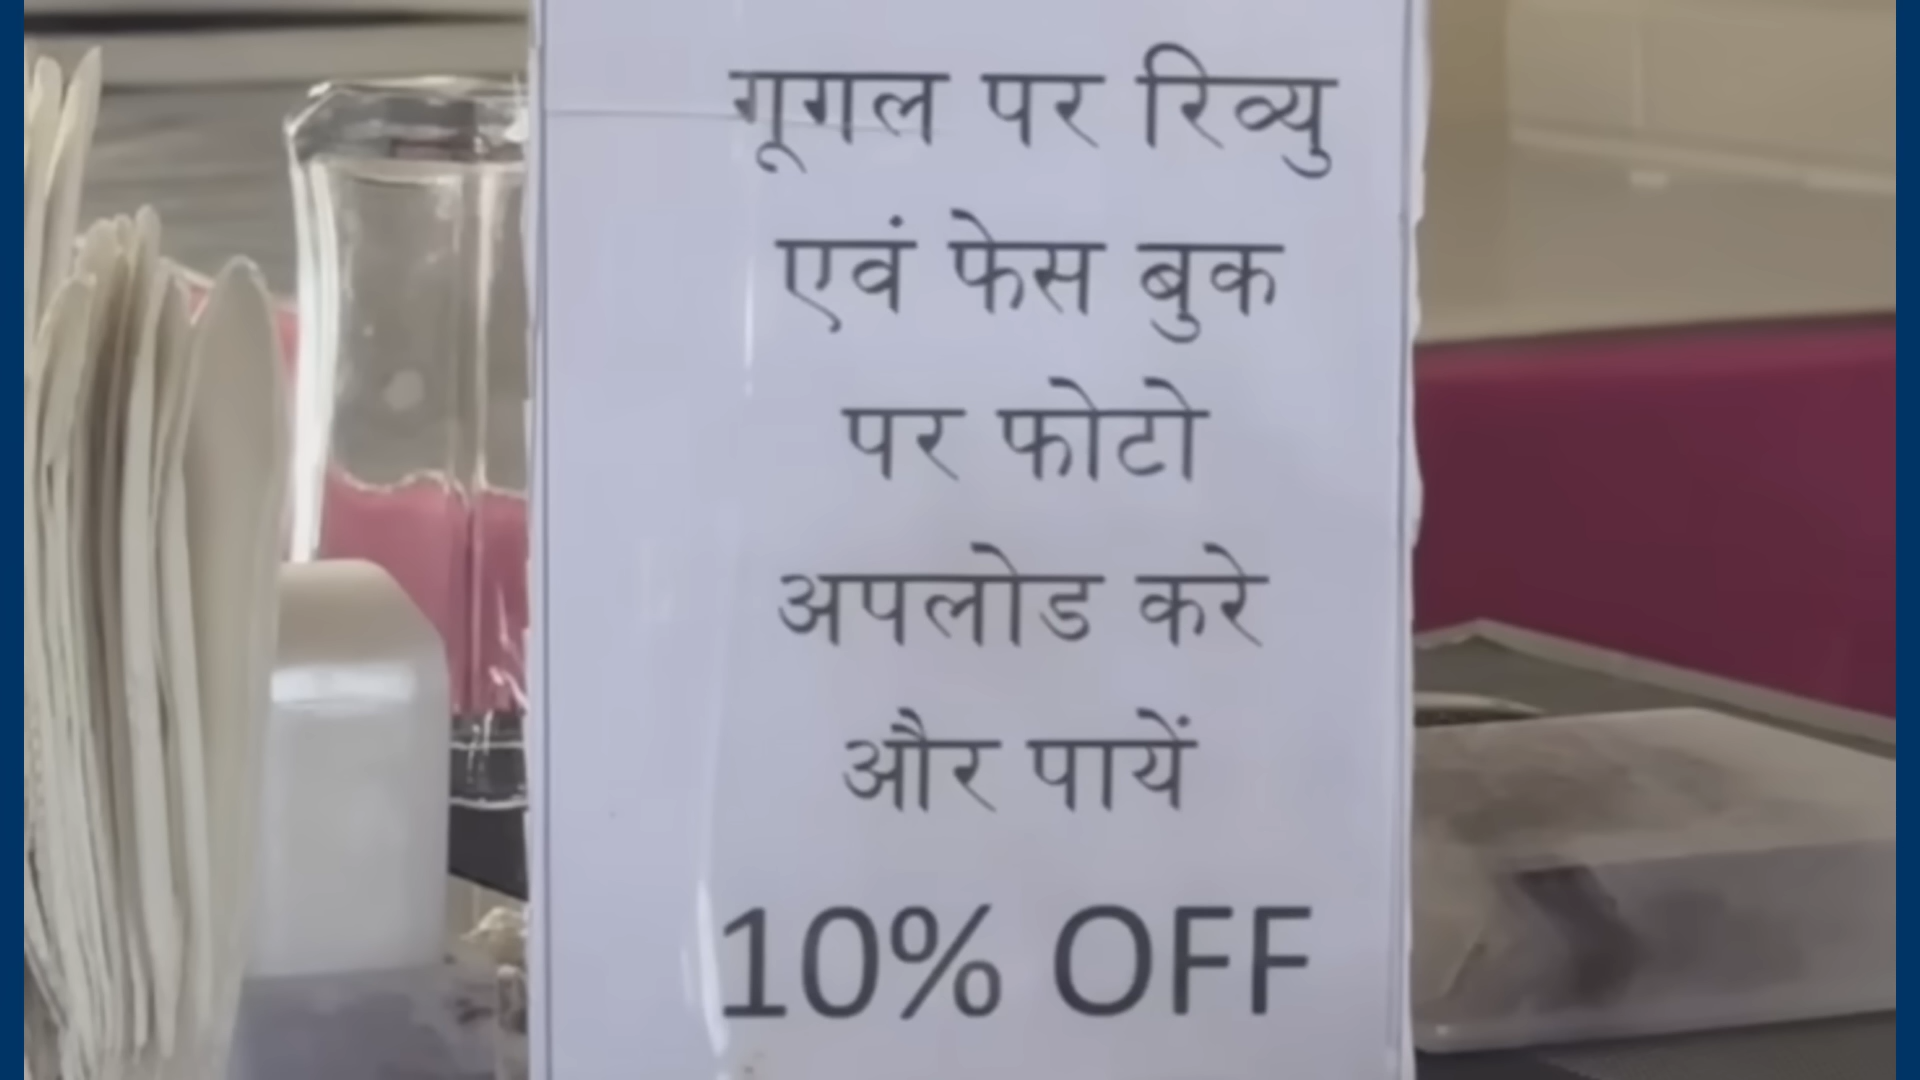 गूगल पर रिव्यु
एवं फेस बुक
पर फोटो
अपलोड करे
और पायें
10% OFF